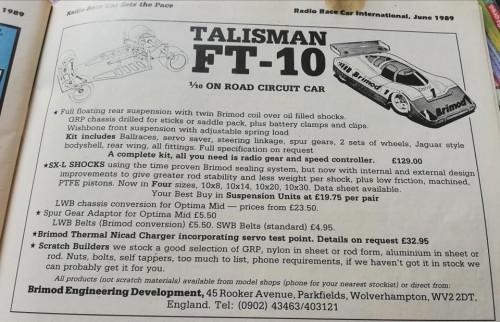 1989
Radio Race Car Sets the Pace
Radio Race Car International, June 1989
TALISMAN
FT-10
1/10 ON ROAD CIRCUIT CAR
Brimod
Brimod
★ Full floating rear suspension with twin Brimod coil over oil filled shocks.
GRP chassis drilled for sticks or saddle pack, plus battery clamps and clips.
Wishbone front suspension with adjustable spring load
Kit includes Ballraces, servo saver, steering linkage, spur gears, 2 sets of wheels, Jaguar style
bodyshell, rear wing, all fittings. Full specification on request
A complete kit, all you need is radio gear and speed controller. £129.00
★SX-L SHOCKS using the time proven Brimod sealing system, but now with internal and external design
improvements to give greater rod stability and less weight per shock, plus low friction, machined,
PTFE pistons. Now in Four sizes, 10x8, 10x14, 10x20, 10x30. Data sheet available.
Your Best Buy in Suspension Units at £19.75 per pair
LWB chassis conversion for Optima Mid — prices from £23.50.
★ Spur Gear Adaptor for Optima Mid £5.50
LWB Belts (Brimod conversion) £5.50. SWB Belts (standard) £4.95.
★Brimod Thermal Nicad Charger incorporating servo test point. Details on request £32.95
★ Scratch Builders we stock a good selection of GRP, nylon in sheet or rod form, aluminium in sheet or
rod. Nuts, bolts, self tappers, too much to list, phone requirements, if we haven't got it in stock we
can probably get it for you.
All products (not scratch materials) available from model shops (phone for your nearest stockist) or direct from:
Brimod Engineering Development, 45 Rooker Avenue, Parkfields, Wolverhampton, WV2 2DT,
England. Tel: (0902) 43463/403121